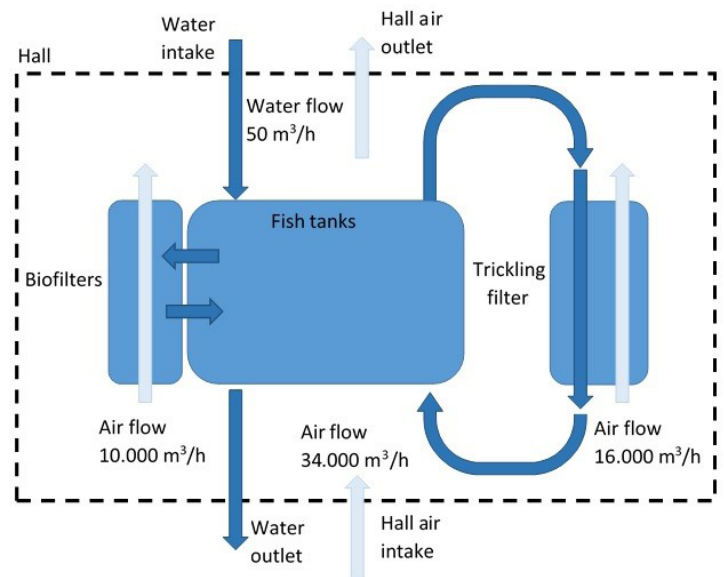 Water
intake
Hall air
outlet
Hall
Water flow
50 m³/h
Fish tanks
Biofilters
Trickling
filter
Air flow
10.000 m³/h
Air flow
34.000 m³/h
Air flow
16.000 m³/h
Water
outlet
Hall air
intake